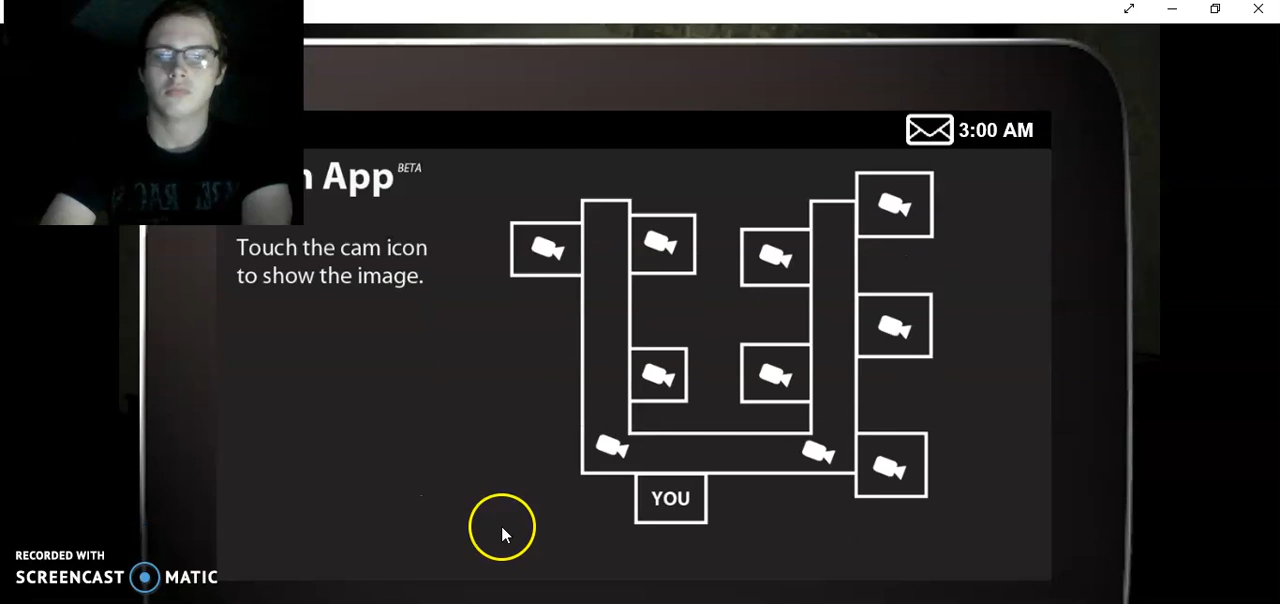 3:00 AM
App BETA
Touch the cam icon
to show the image.
YOU
RECORDED WITH
SCREENCAST MATIC